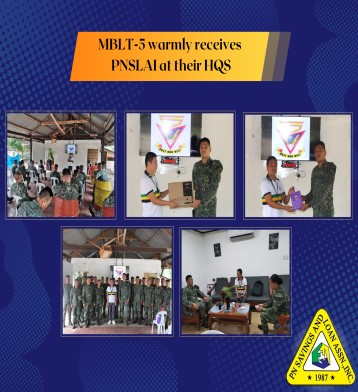 MBLT-5 warmly receives
PNSLAI at their HQS
PN SAVINGS AND LOAN ASSN.,INC
★ 1987 ★